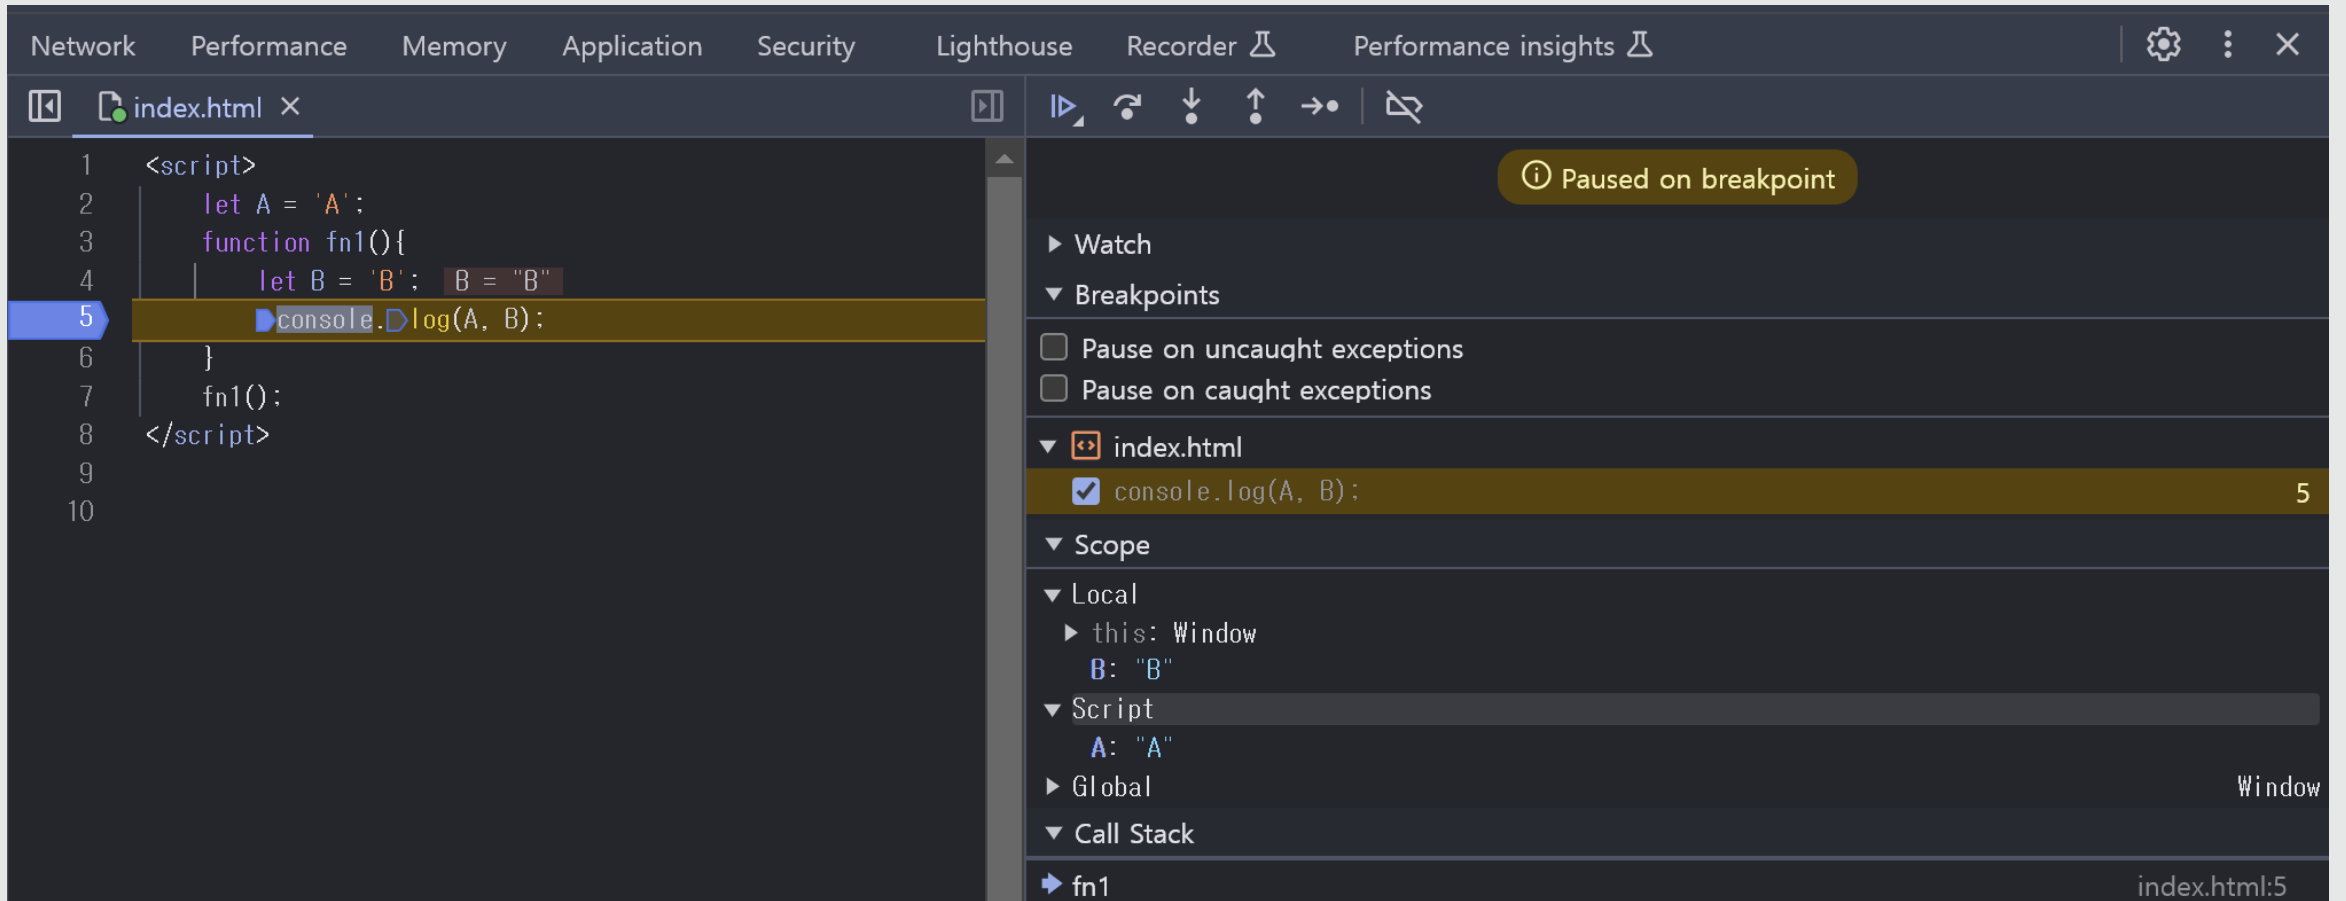 Network Performance Memory Application Security Lighthouse Recorder Performance insights
index.html
1 <script>
2 let A = 'A';
3 function fn1(){
4 let B = 'B'; B = "B"
5 console.log(A, B);
6 }
7 fn1();
8 </script>
9
10
Paused on breakpoint
Watch
Breakpoints
Pause on uncaught exceptions
Pause on caught exceptions
index.html
console.log(A, B); 5
Scope
Local
this: Window
B: "B"
Script
A: "A"
Global Window
Call Stack
fn1 index.html:5